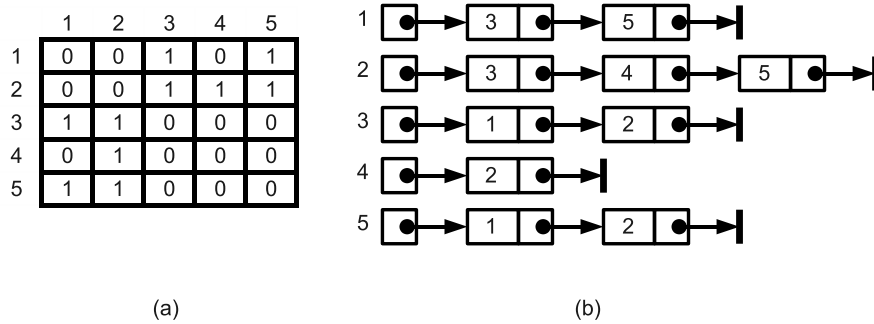 1 2 3 4 5
1 0 0 1 0 1
2 0 0 1 1 1
3 1 1 0 0 0
4 0 1 0 0 0
5 1 1 0 0 0
(a)
1 3 5
2 3 4 5
3 1 2
4 2
5 1 2
(b)